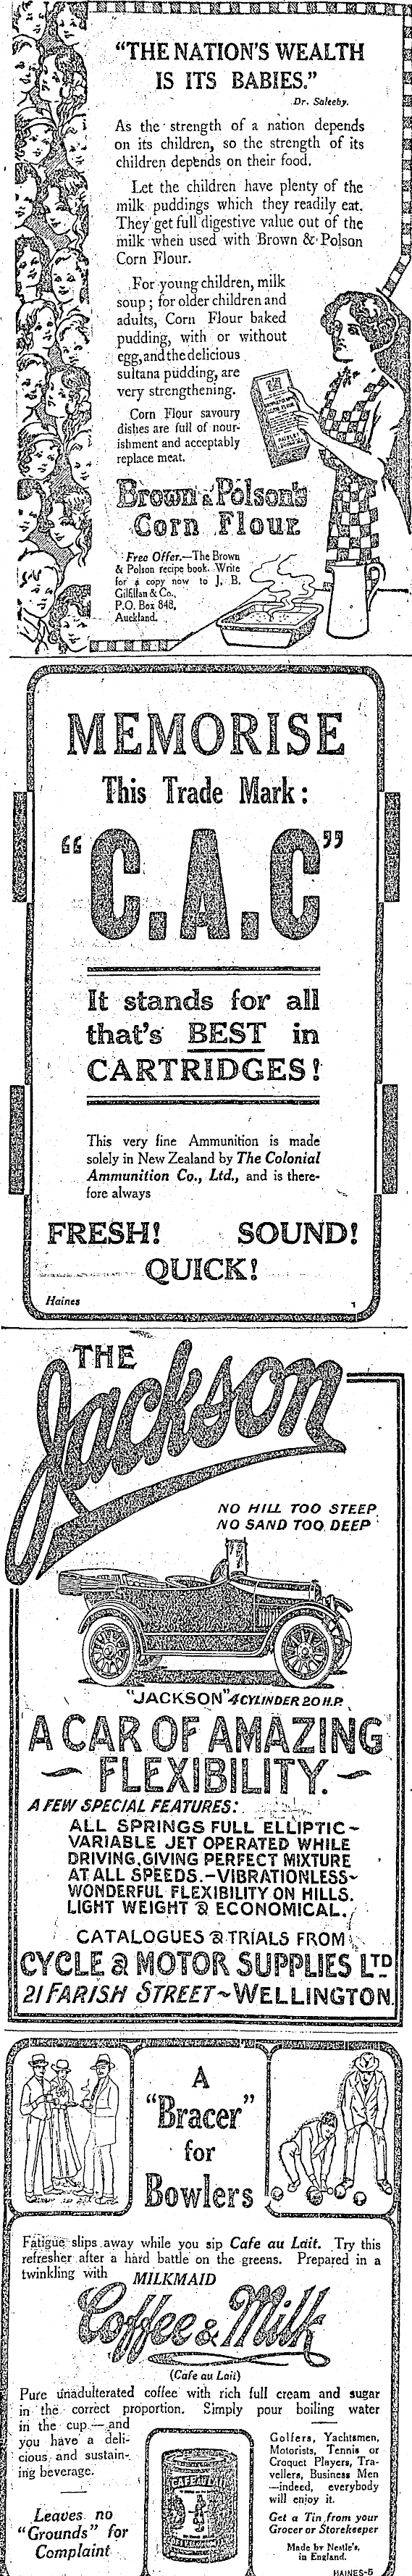 "THE NATION'S WEALTH
IS ITS BABIES."
Dr. Saleeby.
As the strength of a nation depends
on its children, so the strength of its
children depends on their food.
Let the children have plenty of the
milk puddings which they readily eat.
They get full digestive value out of the
milk when used with Brown & Polson
Corn Flour.
For young children, milk
soup; for older children and
adults, Corn Flour baked
pudding, with or without
egg, and the delicious
sultana pudding, are
very strengthening.
Corn Flour savoury
dishes are full of nour-
ishment and acceptably
replace meat.
Brown & Polson's
Corn Flour
Free Offer.—The Brown
& Polson recipe book. Write
for a copy now to J. B.
Gilfillan & Co.,
P.O. Box 848,
Auckland.
MEMORISE
This Trade Mark:
"C.A.C"
It stands for all
that's BEST in
CARTRIDGES!
This very fine Ammunition is made
solely in New Zealand by The Colonial
Ammunition Co., Ltd., and is there-
fore always
FRESH! SOUND!
QUICK!
Haines 1
THE
Jackson
NO HILL TOO STEEP
NO SAND TOO DEEP
"JACKSON" 4 CYLINDER 20 H.P.
A CAR OF AMAZING
~ FLEXIBILITY. ~
A FEW SPECIAL FEATURES:
ALL SPRINGS FULL ELLIPTIC~
VARIABLE JET OPERATED WHILE
DRIVING, GIVING PERFECT MIXTURE
AT ALL SPEEDS.—VIBRATIONLESS~
WONDERFUL FLEXIBILITY ON HILLS.
LIGHT WEIGHT & ECONOMICAL.
CATALOGUES & TRIALS FROM
CYCLE & MOTOR SUPPLIES LTD
21 FARISH STREET~WELLINGTON.
A
"Bracer"
for
Bowlers
Fatigue slips away while you sip Cafe au Lait. Try this
refresher after a hard battle on the greens. Prepared in a
twinkling with MILKMAID
Coffee & Milk
(Cafe au Lait)
Pure unadulterated coffee with rich full cream and sugar
in the correct proportion. Simply pour boiling water
in the cup—and
you have a deli-
cious and sustain-
ing beverage.
Leaves no
"Grounds" for
Complaint
CAFE AU LAIT
Golfers, Yachtsmen,
Motorists, Tennis or
Croquet Players, Tra-
vellers, Business Men
—indeed, everybody
will enjoy it.
Get a Tin from your
Grocer or Storekeeper
Made by Nestle's,
in England.
HAINES-5